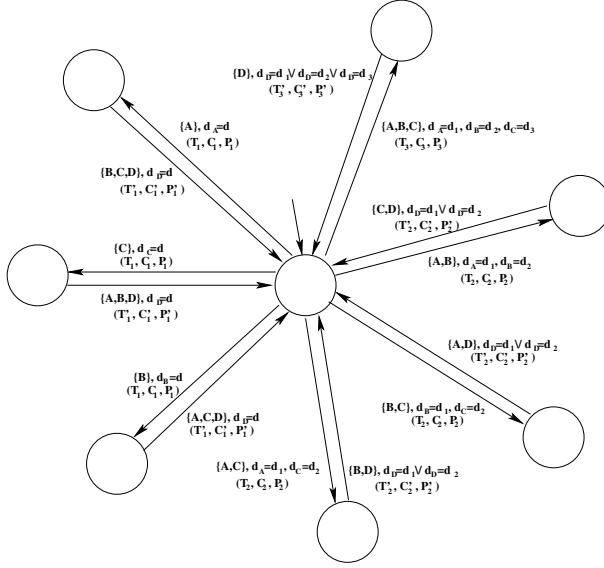 {D}, d_D=d_1\/ d_D=d_2\/ d_D=d_3
(T'_3, C'_3, P'_3)
{A}, d_A=d
(T_1, C_1, P_1)
{A,B,C}, d_A=d_1, d_B=d_2, d_C=d_3
(T_3, C_3, P_3)
{B,C,D}, d_D=d
(T'_1, C'_1, P'_1)
{C,D}, d_D=d_1\/ d_D=d_2
(T'_2, C'_2, P'_2)
{C}, d_C=d
(T_1, C_1, P_1)
{A,B}, d_A=d_1, d_B=d_2
(T_2, C_2, P_2)
{A,B,D}, d_D=d
(T'_1, C'_1, P'_1)
{A,D}, d_D=d_1\/ d_D=d_2
(T'_2, C'_2, P'_2)
{B}, d_B=d
(T_1, C_1, P_1)
{B,C}, d_B=d_1, d_C=d_2
(T_2, C_2, P_2)
{A,C,D}, d_D=d
(T'_1, C'_1, P'_1)
{A,C}, d_A=d_1, d_C=d_2
(T_2, C_2, P_2)
{B,D}, d_D=d_1\/ d_D=d_2
(T'_2, C'_2, P'_2)